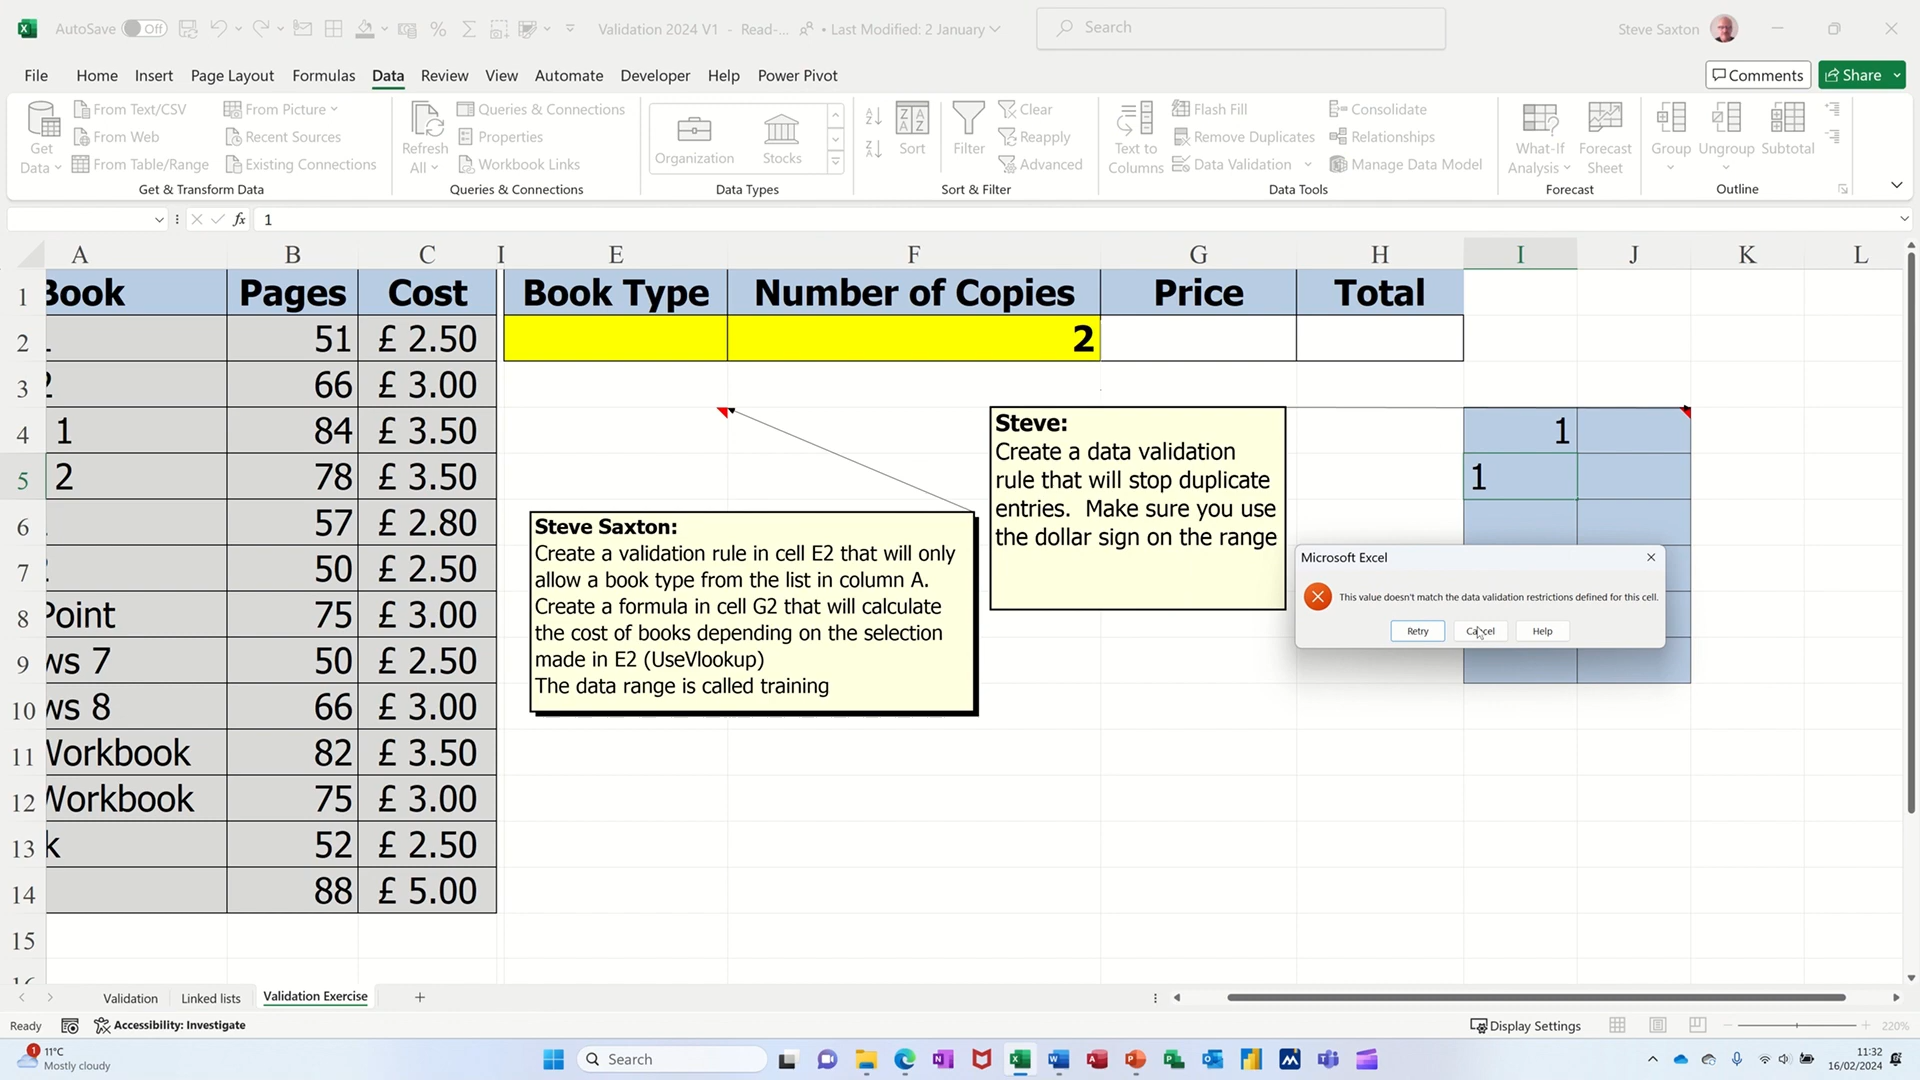 AutoSave Off Validation 2024 V1 - Read-... • Last Modified: 2 January Search Steve Saxton
File Home Insert Page Layout Formulas Data Review View Automate Developer Help Power Pivot Comments Share
Get Data
From Text/CSV
From Web
From Table/Range
From Picture
Recent Sources
Existing Connections
Get & Transform Data
Refresh All
Queries & Connections
Properties
Workbook Links
Queries & Connections
Organization Stocks
Data Types
Sort
Filter
Clear
Reapply
Advanced
Sort & Filter
Text to Columns
Flash Fill
Remove Duplicates
Data Validation
Consolidate
Relationships
Manage Data Model
Data Tools
What-If Analysis
Forecast Sheet
Forecast
Group Ungroup Subtotal
Outline
fx 1
A B C I E F G H I J K L
1 Book Pages Cost Book Type Number of Copies Price Total
2 51 £ 2.50 2
3 2 66 £ 3.00
4 1 84 £ 3.50 1
5 2 78 £ 3.50 1
6 57 £ 2.80
7 50 £ 2.50
8 Point 75 £ 3.00
9 ws 7 50 £ 2.50
10 ws 8 66 £ 3.00
11 Workbook 82 £ 3.50
12 Workbook 75 £ 3.00
13 k 52 £ 2.50
14 88 £ 5.00
15
16
Steve Saxton:
Create a validation rule in cell E2 that will only
allow a book type from the list in column A.
Create a formula in cell G2 that will calculate
the cost of books depending on the selection
made in E2 (UseVlookup)
The data range is called training
Steve:
Create a data validation
rule that will stop duplicate
entries. Make sure you use
the dollar sign on the range
Microsoft Excel
This value doesn't match the data validation restrictions defined for this cell.
Retry Cancel Help
Validation Linked lists Validation Exercise
Ready Accessibility: Investigate Display Settings 220%
1 11°C
Mostly cloudy
Search
11:32
16/02/2024